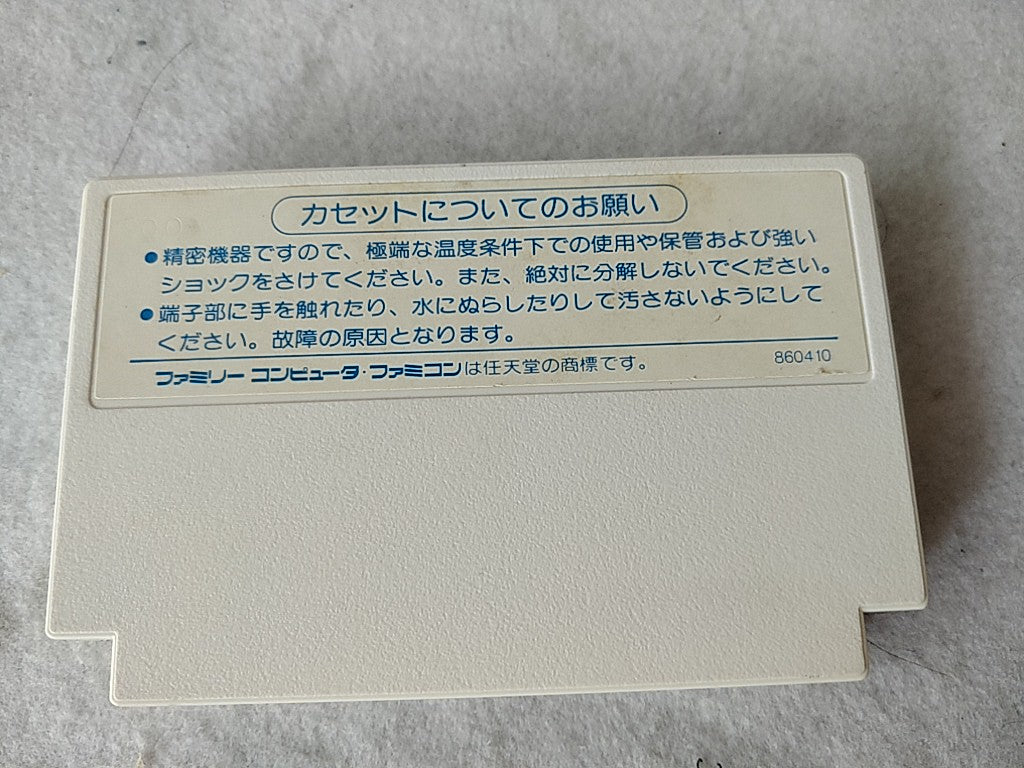 カセットについてのお願い
●精密機器ですので、極端な温度条件下での使用や保管および強い
ショックをさけてください。また、絶対に分解しないでください。
●端子部に手を触れたり、水にぬらしたりして汚さないようにして
ください。故障の原因となります。
ファミリー コンピュータ・ファミコンは任天堂の商標です。
860410